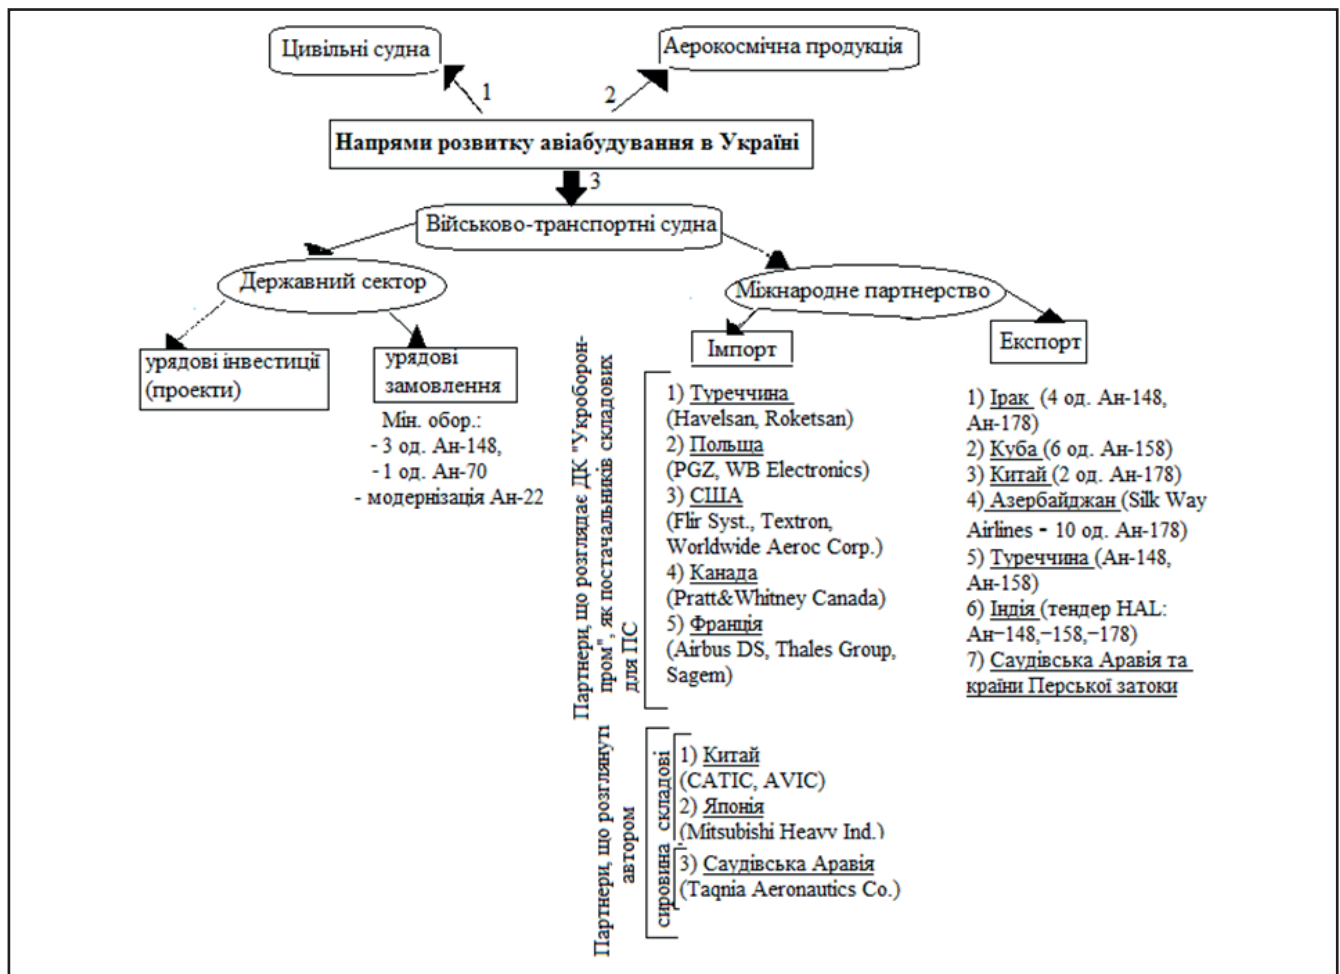 Цивільні судна
Аерокосмічна продукція
1
2
Напрями розвитку авіабудування в Україні
3
Військово-транспортні судна
Державний сектор
Міжнародне партнерство
урядові інвестиції
(проекти)
урядові
замовлення
Мін. обор.:
- 3 од. Ан-148,
- 1 од. Ан-70
- модернізація Ан-22
Імпорт
Експорт
Партнери, що розглядає ДК "Укроборон-
пром", як постачальників складових
для ПС
1) Туреччина
(Havelsan, Roketsan)
2) Польща
(PGZ, WB Electronics)
3) США
(Flir Syst., Textron,
Worldwide Aeroc Corp.)
4) Канада
(Pratt&Whitney Canada)
5) Франція
(Airbus DS, Thales Group,
Sagem)
1) Ірак (4 од. Ан-148,
Ан-178)
2) Куба (6 од. Ан-158)
3) Китай (2 од. Ан-178)
4) Азербайджан (Silk Way
Airlines - 10 од. Ан-178)
5) Туреччина (Ан-148,
Ан-158)
6) Індія (тендер HAL:
Ан−148,−158,−178)
7) Саудівська Аравія та
країни Перської затоки
Партнери, що розглянуті
автором
складові
1) Китай
(CATIC, AVIC)
2) Японія
(Mitsubishi Heavy Ind.)
сировина
3) Саудівська Аравія
(Taqnia Aeronautics Co.)